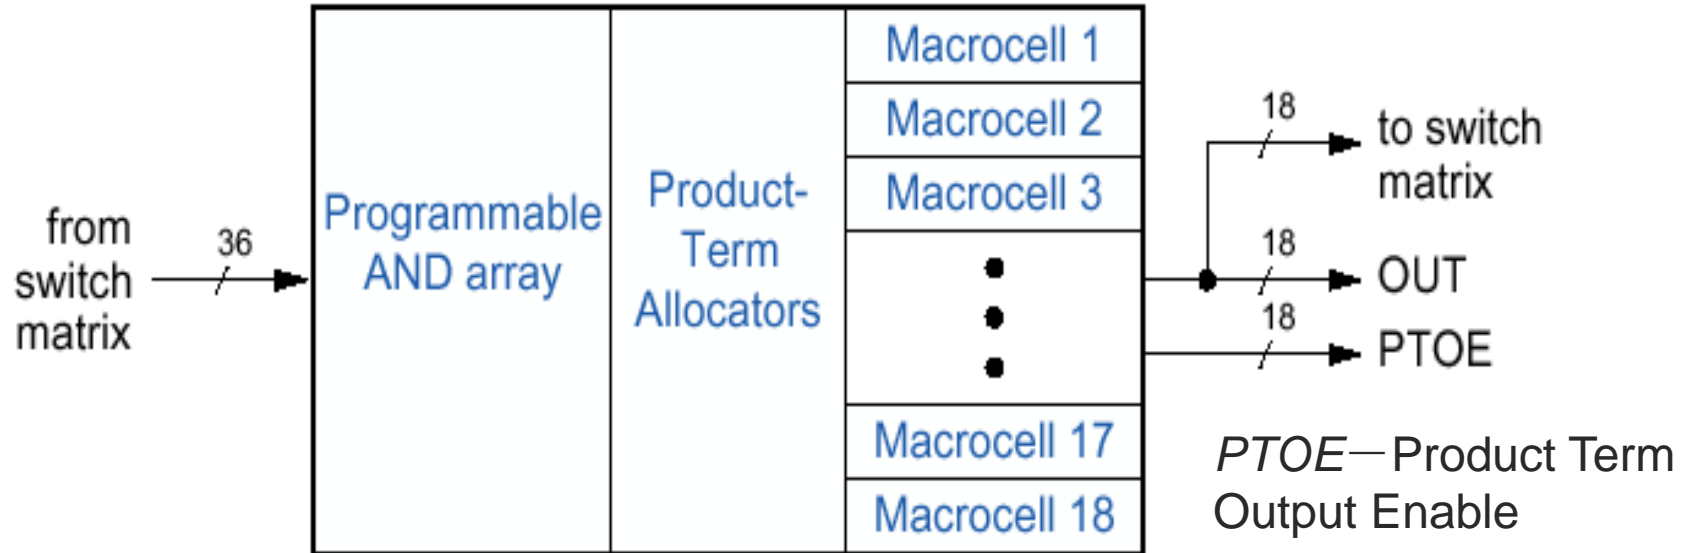 from
switch
matrix
36
Programmable
AND array
Product-
Term
Allocators
Macrocell 1
Macrocell 2
Macrocell 3
Macrocell 17
Macrocell 18
18
to switch
matrix
18
OUT
18
PTOE
PTOE—Product Term
Output Enable